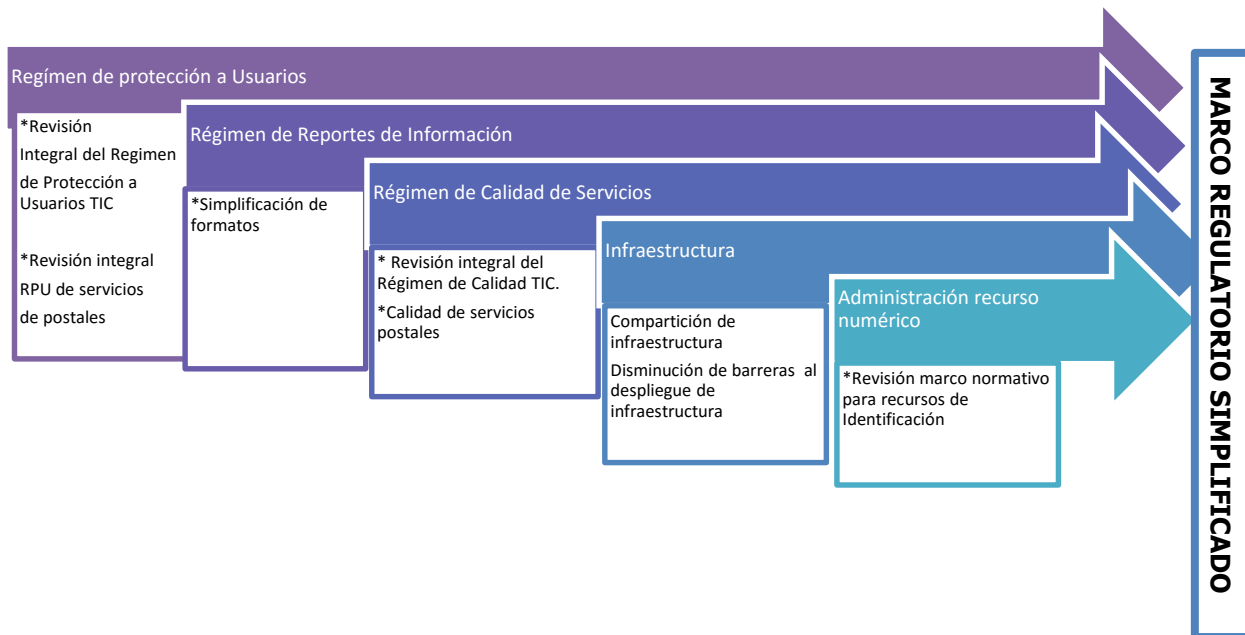 Regímen de protección a Usuarios
*Revisión
Integral del Regimen
de Protección a
Usuarios TIC
*Revisión integral
RPU de servicios
de postales
Régimen de Reportes de Información
*Simplificación de
formatos
Régimen de Calidad de Servicios
* Revisión integral del
Régimen de Calidad TIC.
*Calidad de servicios
postales
Infraestructura
Compartición de
infraestructura
Disminución de barreras al
despliegue de
infraestructura
Administración recurso
numérico
*Revisión marco normativo
para recursos de
Identificación
MARCO REGULATORIO SIMPLIFICADO